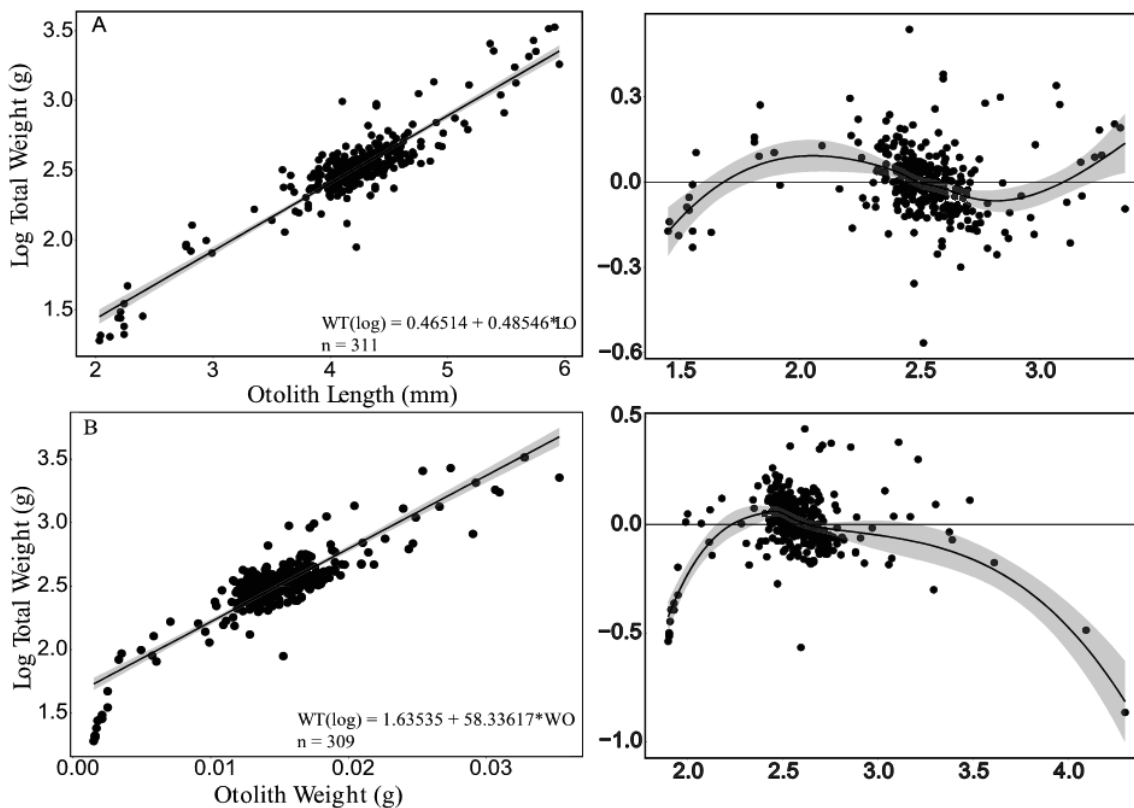 A
Log Total Weight (g)
3.5
3.0
2.5
2.0
1.5
WT(log) = 0.46514 + 0.48546*LO
n = 311
2 3 4 5 6
Otolith Length (mm)
0.3
0.0
−0.3
−0.6
1.5 2.0 2.5 3.0
B
Log Total Weight (g)
3.5
3.0
2.5
2.0
1.5
WT(log) = 1.63535 + 58.33617*WO
n = 309
0.00 0.01 0.02 0.03
Otolith Weight (g)
0.5
0.0
−0.5
−1.0
2.0 2.5 3.0 3.5 4.0